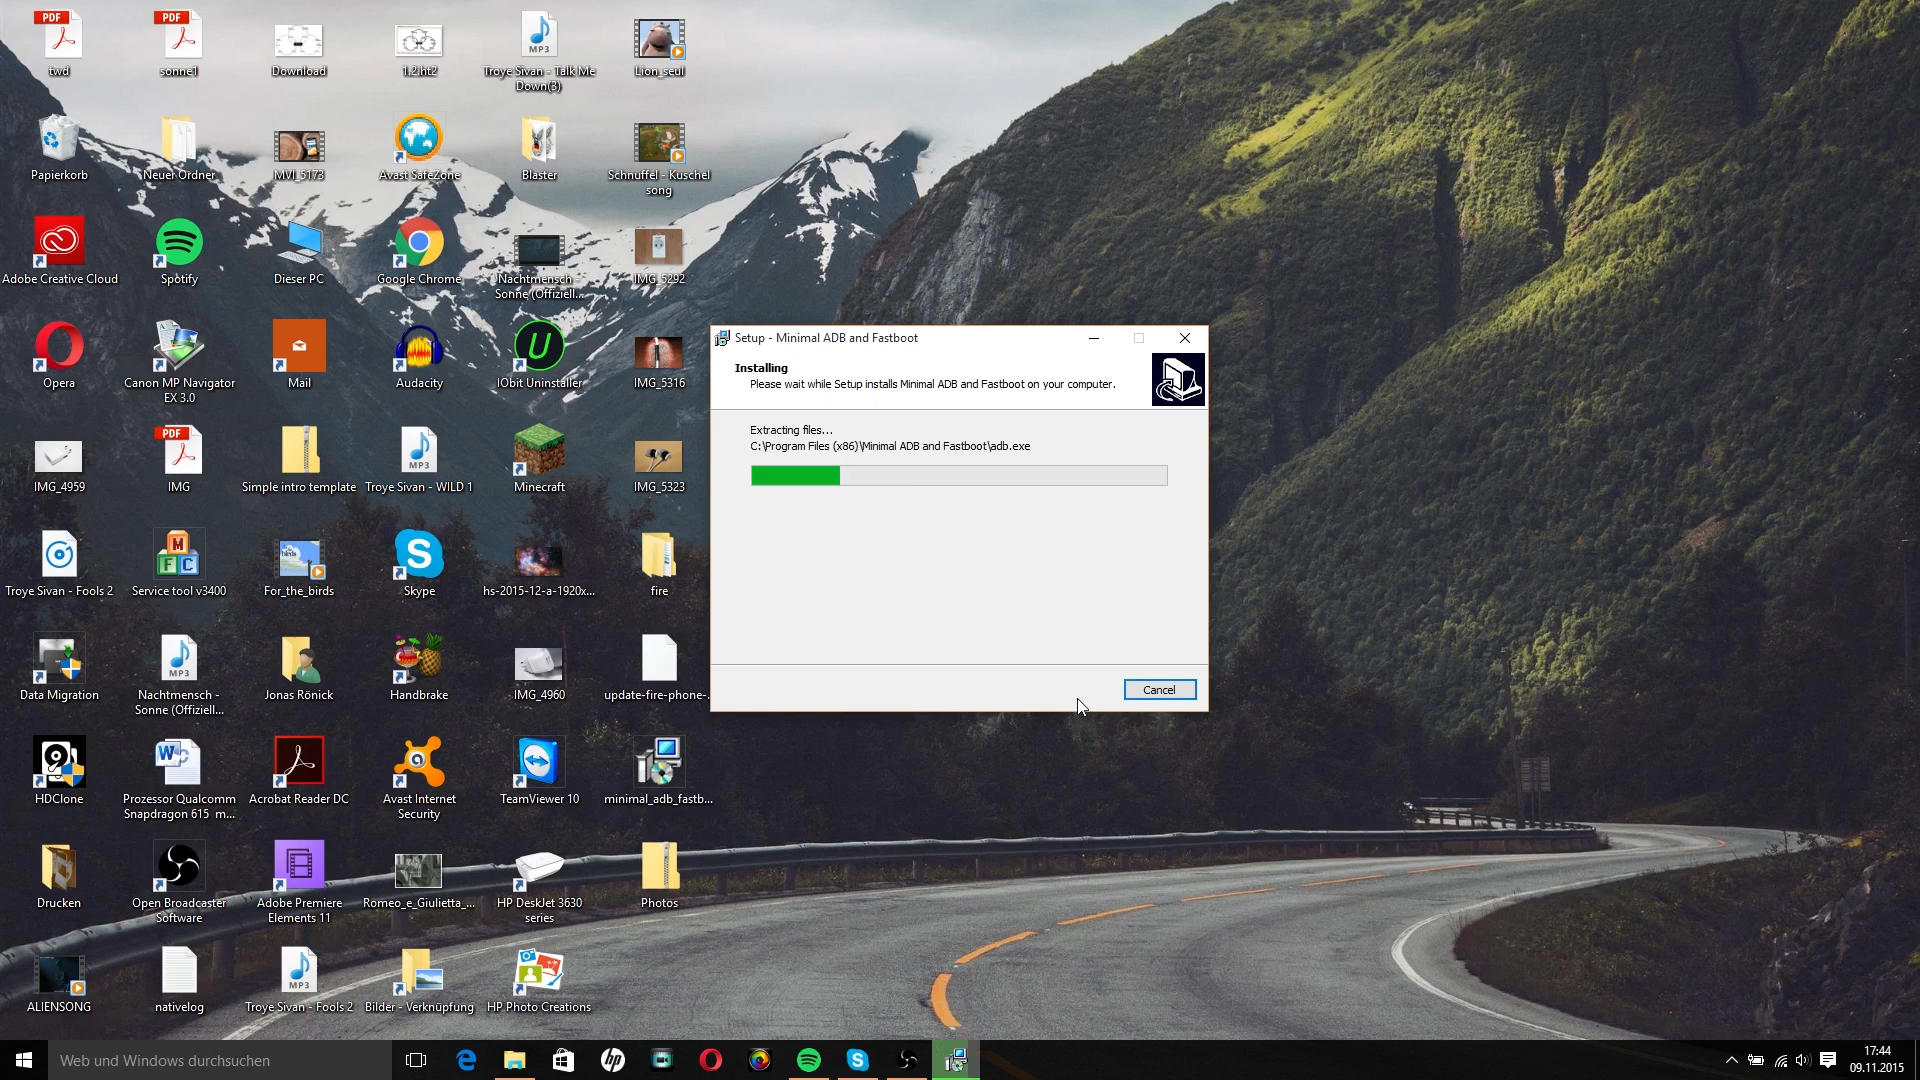 twd
sonne1
Download
1.2.ht2
Troye Sivan - Talk Me
Down(3)
Lion_seul
Papierkorb
Neuer Ordner
MVI_5173
Avast SafeZone
Blaster
Schnuffel - Kuschel
song
Adobe Creative Cloud
Spotify
Dieser PC
Google Chrome
Nachtmensch -
Sonne (Offiziell...
IMG_5292
Opera
Canon MP Navigator
EX 3.0
Mail
Audacity
IObit Uninstaller
IMG_5316
IMG_4959
IMG
Simple intro template
Troye Sivan - WILD 1
Minecraft
IMG_5323
Troye Sivan - Fools 2
Service tool v3400
For_the_birds
Skype
hs-2015-12-a-1920x...
fire
Data Migration
Nachtmensch -
Sonne (Offiziell...
Jonas Rönick
Handbrake
IMG_4960
update-fire-phone-...
HDClone
Prozessor Qualcomm
Snapdragon 615 m...
Acrobat Reader DC
Avast Internet
Security
TeamViewer 10
minimal_adb_fastb...
Drucken
Open Broadcaster
Software
Adobe Premiere
Elements 11
Romeo_e_Giulietta_...
HP DeskJet 3630
series
Photos
ALIENSONG
nativelog
Troye Sivan - Fools 2
Bilder - Verknüpfung
HP Photo Creations
Setup - Minimal ADB and Fastboot
Installing
Please wait while Setup installs Minimal ADB and Fastboot on your computer.
Extracting files...
C:\Program Files (x86)\Minimal ADB and Fastboot\adb.exe
Cancel
Web und Windows durchsuchen
17:44
09.11.2015